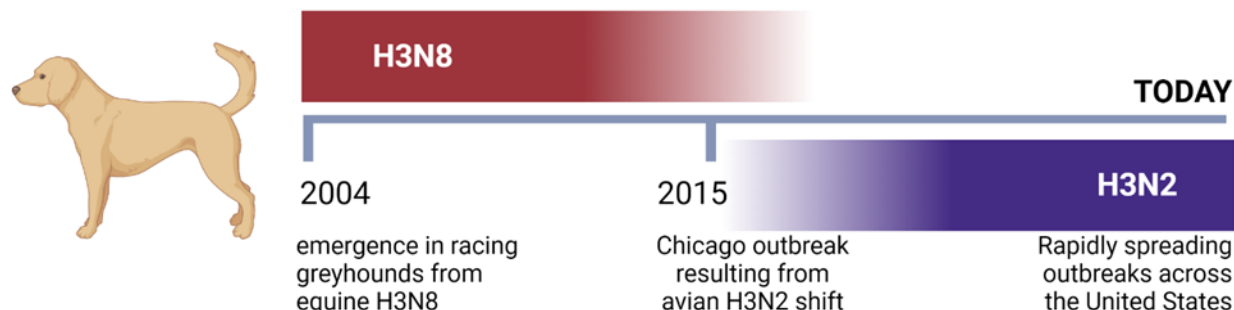 H3N8
TODAY
H3N2
2004
2015
emergence in racing
greyhounds from
equine H3N8
Chicago outbreak
resulting from
avian H3N2 shift
Rapidly spreading
outbreaks across
the United States